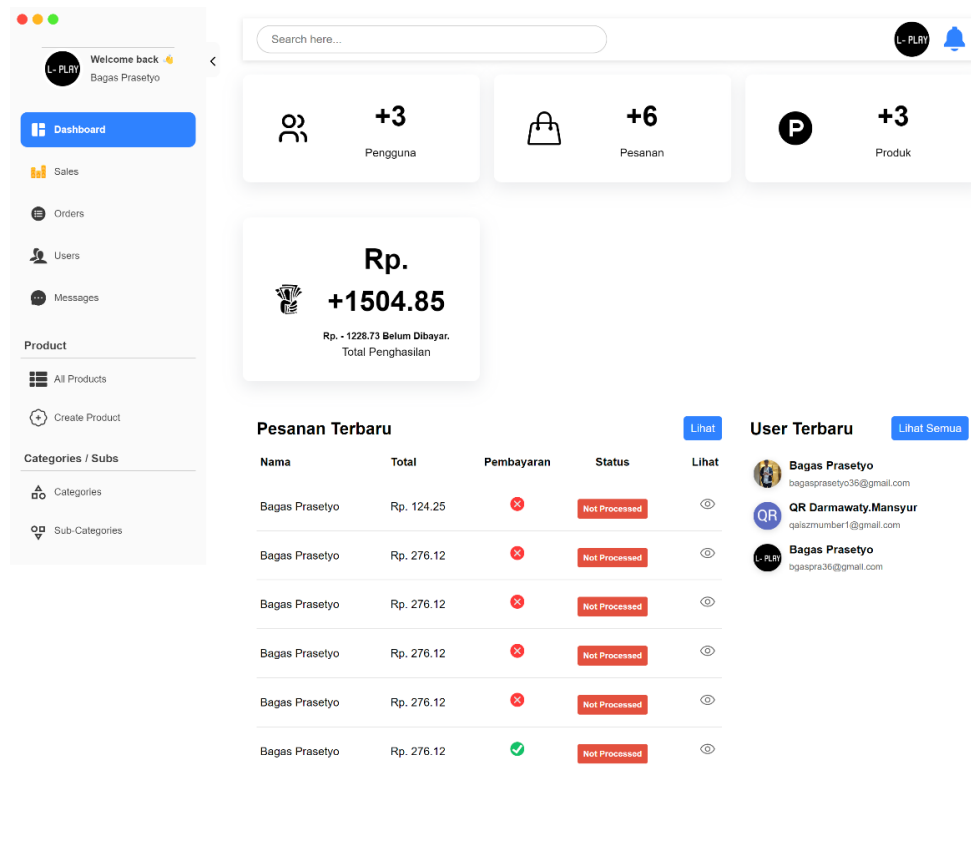 L- PLAY
Welcome back 👋
Bagas Prasetyo
Dashboard
Sales
Orders
Users
Messages
Product
All Products
Create Product
Categories / Subs
Categories
Sub-Categories
Search here...
L- PLAY
+3
Pengguna
+6
Pesanan
P
+3
Produk
Rp.
+1504.85
Rp. - 1228.73 Belum Dibayar.
Total Penghasilan
Pesanan Terbaru
Lihat
Nama Total Pembayaran Status Lihat
Bagas Prasetyo Rp. 124.25 Not Processed
Bagas Prasetyo Rp. 276.12 Not Processed
Bagas Prasetyo Rp. 276.12 Not Processed
Bagas Prasetyo Rp. 276.12 Not Processed
Bagas Prasetyo Rp. 276.12 Not Processed
Bagas Prasetyo Rp. 276.12 Not Processed
User Terbaru
Lihat Semua
Bagas Prasetyo
bagasprasetyo36@gmail.com
QR
QR Darmawaty.Mansyur
qaiszmumber1@gmail.com
L- PLAY
Bagas Prasetyo
bgaspra36@gmail.com